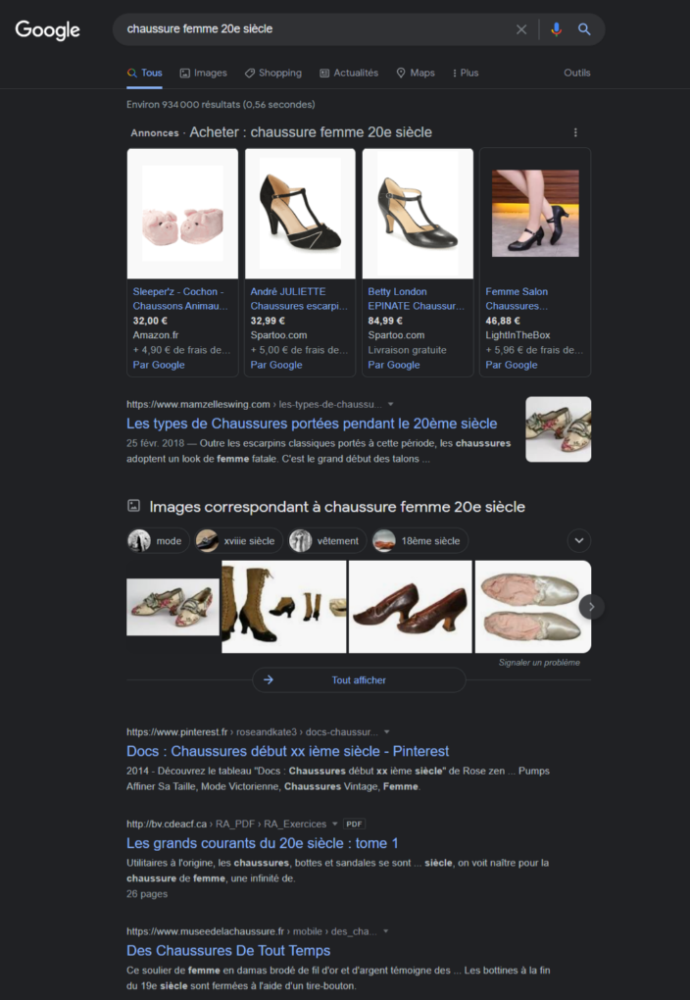 Google
chaussure femme 20e siècle
Tous Images Shopping Actualités Maps Plus Outils
Environ 934 000 résultats (0,56 secondes)
Annonces · Acheter : chaussure femme 20e siècle
Sleeper'z - Cochon -
Chaussons Animau...
32,00 €
Amazon.fr
+ 4,90 € de frais de...
Par Google
André JULIETTE
Chaussures escarpi...
32,99 €
Spartoo.com
+ 5,00 € de frais de...
Par Google
Betty London
EPINATE Chaussur...
84,99 €
Spartoo.com
Livraison gratuite
Par Google
Femme Salon
Chaussures...
46,88 €
LightInTheBox
+ 5,96 € de frais de...
Par Google
https://www.mamzelleswing.com › les-types-de-chaussu...
Les types de Chaussures portées pendant le 20ème siècle
25 févr. 2018 — Outre les escarpins classiques portés à cette période, les chaussures
adoptent un look de femme fatale. C'est le grand début des talons ...
Images correspondant à chaussure femme 20e siècle
mode xviiie siècle vêtement 18ème siècle
Signaler un problème
Tout afficher
https://www.pinterest.fr › roseandkate3 › docs-chaussur...
Docs : Chaussures début xx ième siècle - Pinterest
2014 - Découvrez le tableau "Docs : Chaussures début xx ième siècle" de Rose zen ... Pumps
Affiner Sa Taille, Mode Victorienne, Chaussures Vintage, Femme.
http://bv.cdeacf.ca › RA_PDF › RA_Exercices PDF
Les grands courants du 20e siècle : tome 1
Utilitaires à l'origine, les chaussures, bottes et sandales se sont ... siècle, on voit naître pour la
chaussure de femme, une infinité de.
26 pages
https://www.museedelachaussure.fr › mobile › des_cha...
Des Chaussures De Tout Temps
Ce soulier de femme en damas brodé de fil d'or et d'argent témoigne des ... Les bottines à la fin
du 19e siècle sont fermées à l'aide d'un tire-bouton.